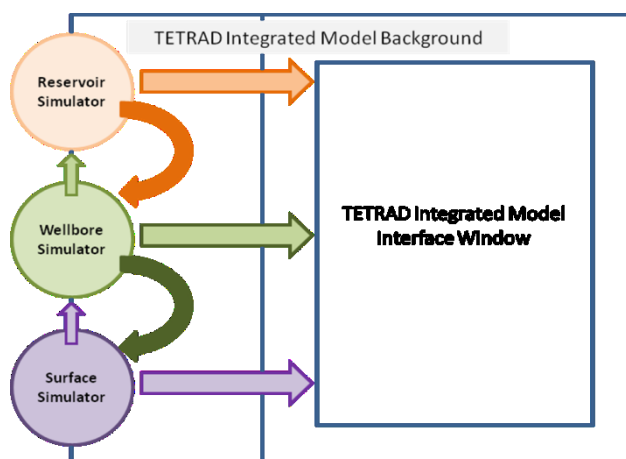 TETRAD Integrated Model Background
Reservoir
Simulator
Wellbore
Simulator
TETRAD Integrated Model
Interface Window
Surface
Simulator